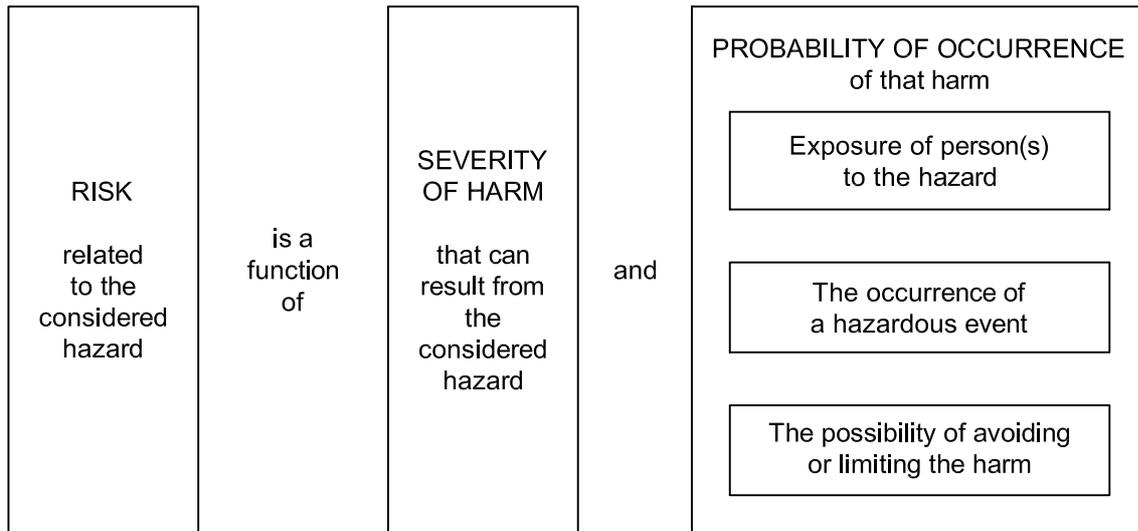 RISK
related
to the
considered
hazard
is a
function
of
SEVERITY
OF HARM
that can
result from
the
considered
hazard
and
PROBABILITY OF OCCURRENCE
of that harm
Exposure of person(s)
to the hazard
The occurrence of
a hazardous event
The possibility of avoiding
or limiting the harm